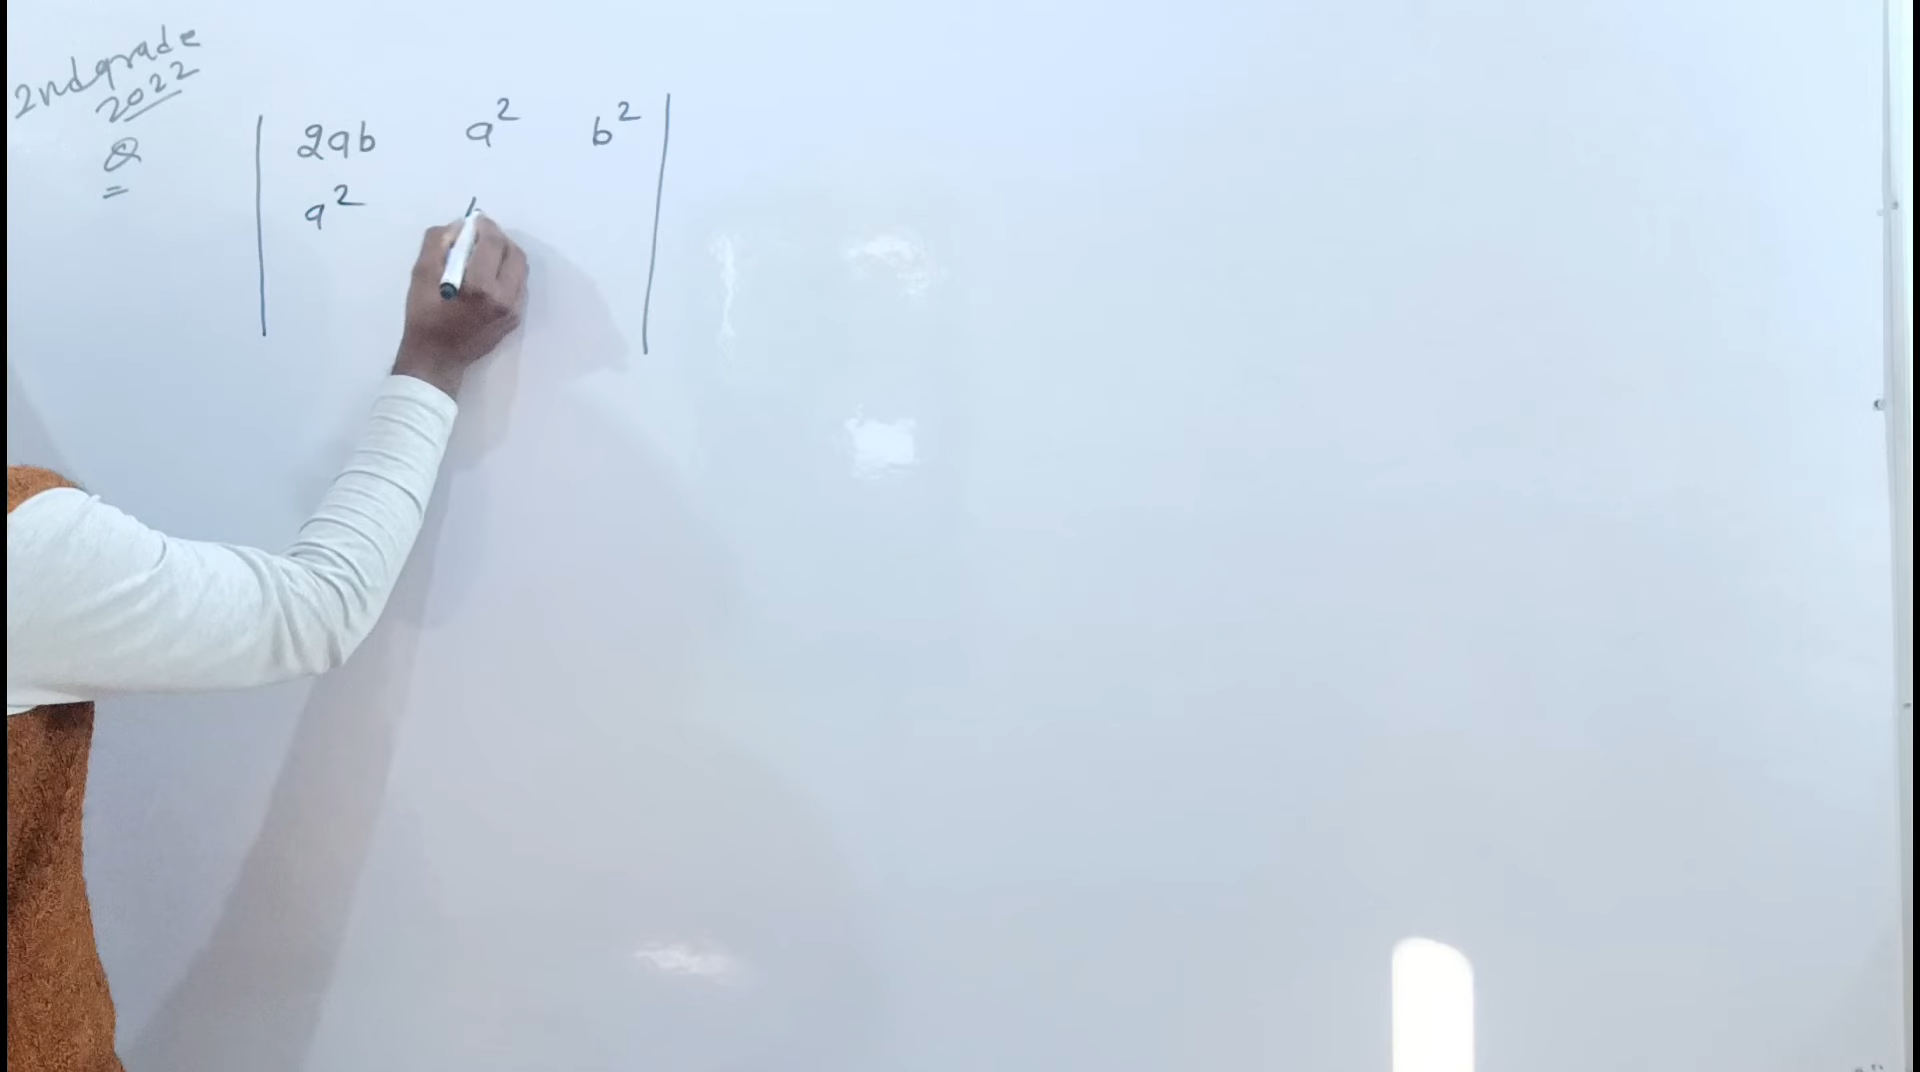 2nd grade
2022
Q
=
| 2ab a² b² |
a²